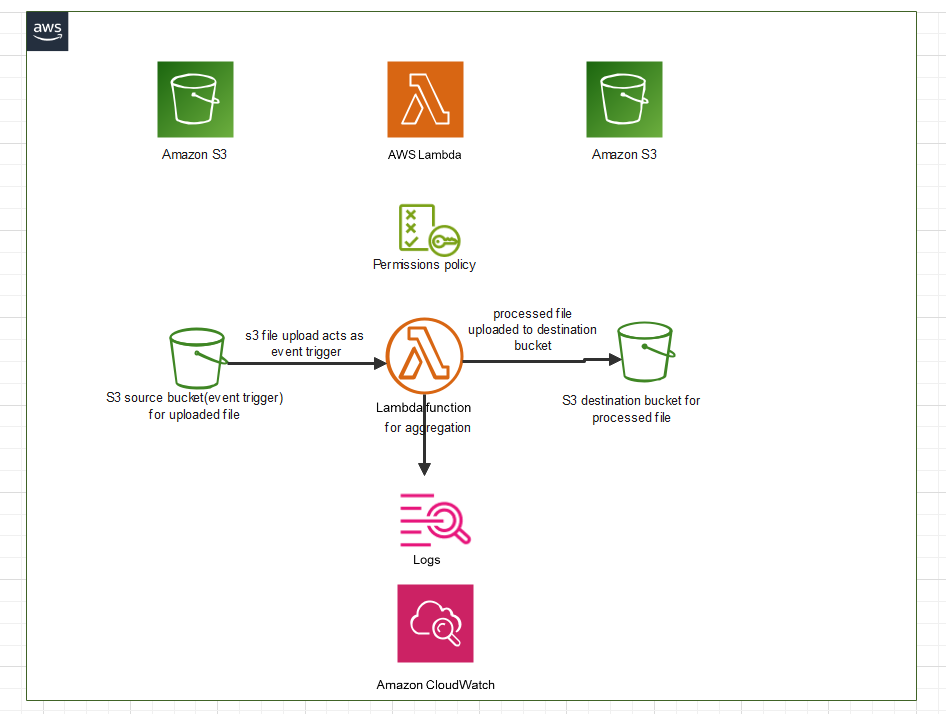 aws
Amazon S3
AWS Lambda
Amazon S3
Permissions policy
s3 file upload acts as
event trigger
processed file
uploaded to destination
bucket
S3 source bucket(event trigger)
for uploaded file
Lambda function
for aggregation
S3 destination bucket for
processed file
Logs
Amazon CloudWatch